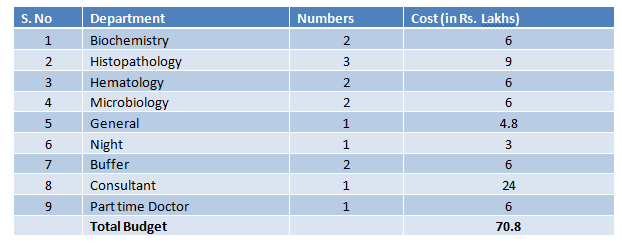 S. No Department Numbers Cost (in Rs. Lakhs)
1 Biochemistry 2 6
2 Histopathology 3 9
3 Hematology 2 6
4 Microbiology 2 6
5 General 1 4.8
6 Night 1 3
7 Buffer 2 6
8 Consultant 1 24
9 Part time Doctor 1 6
Total Budget 70.8